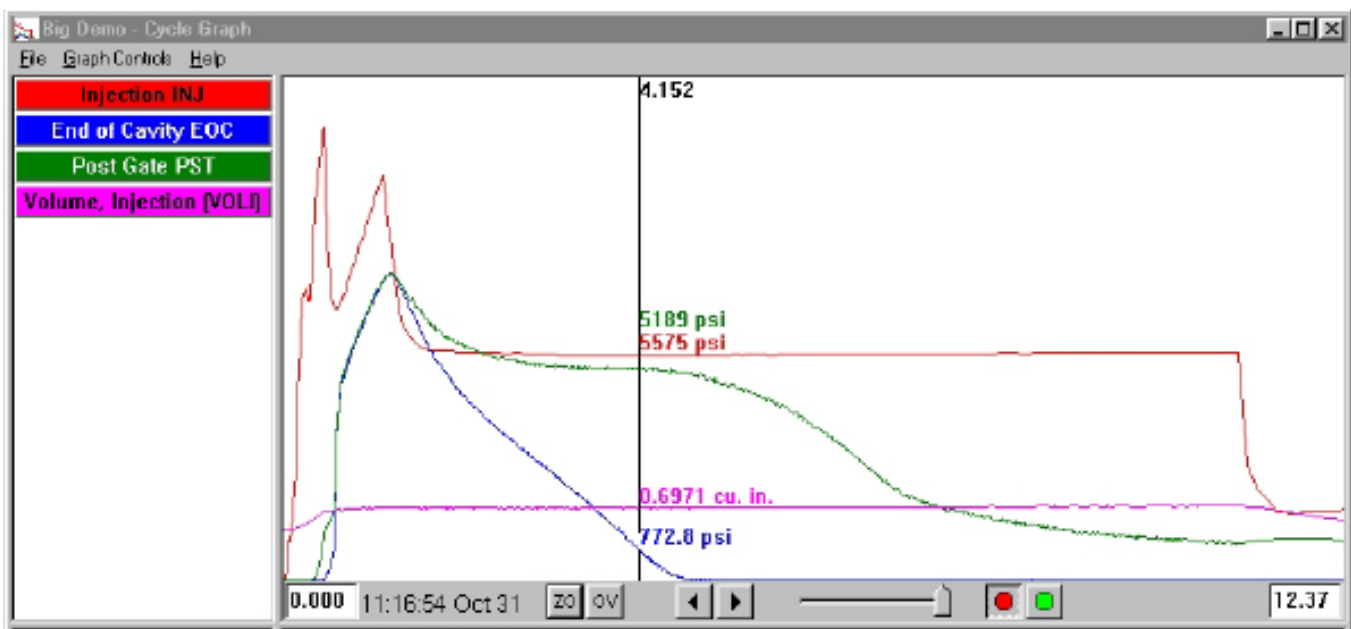 Big Demo - Cycle Graph
File Graph Controls Help
Injection INJ
End of Cavity EOC
Post Gate PST
Volume, Injection (VOLI)
4.152
5189 psi
5575 psi
0.6971 cu. in.
772.8 psi
0.000 11:16:54 Oct 31 ZO OV 12.37